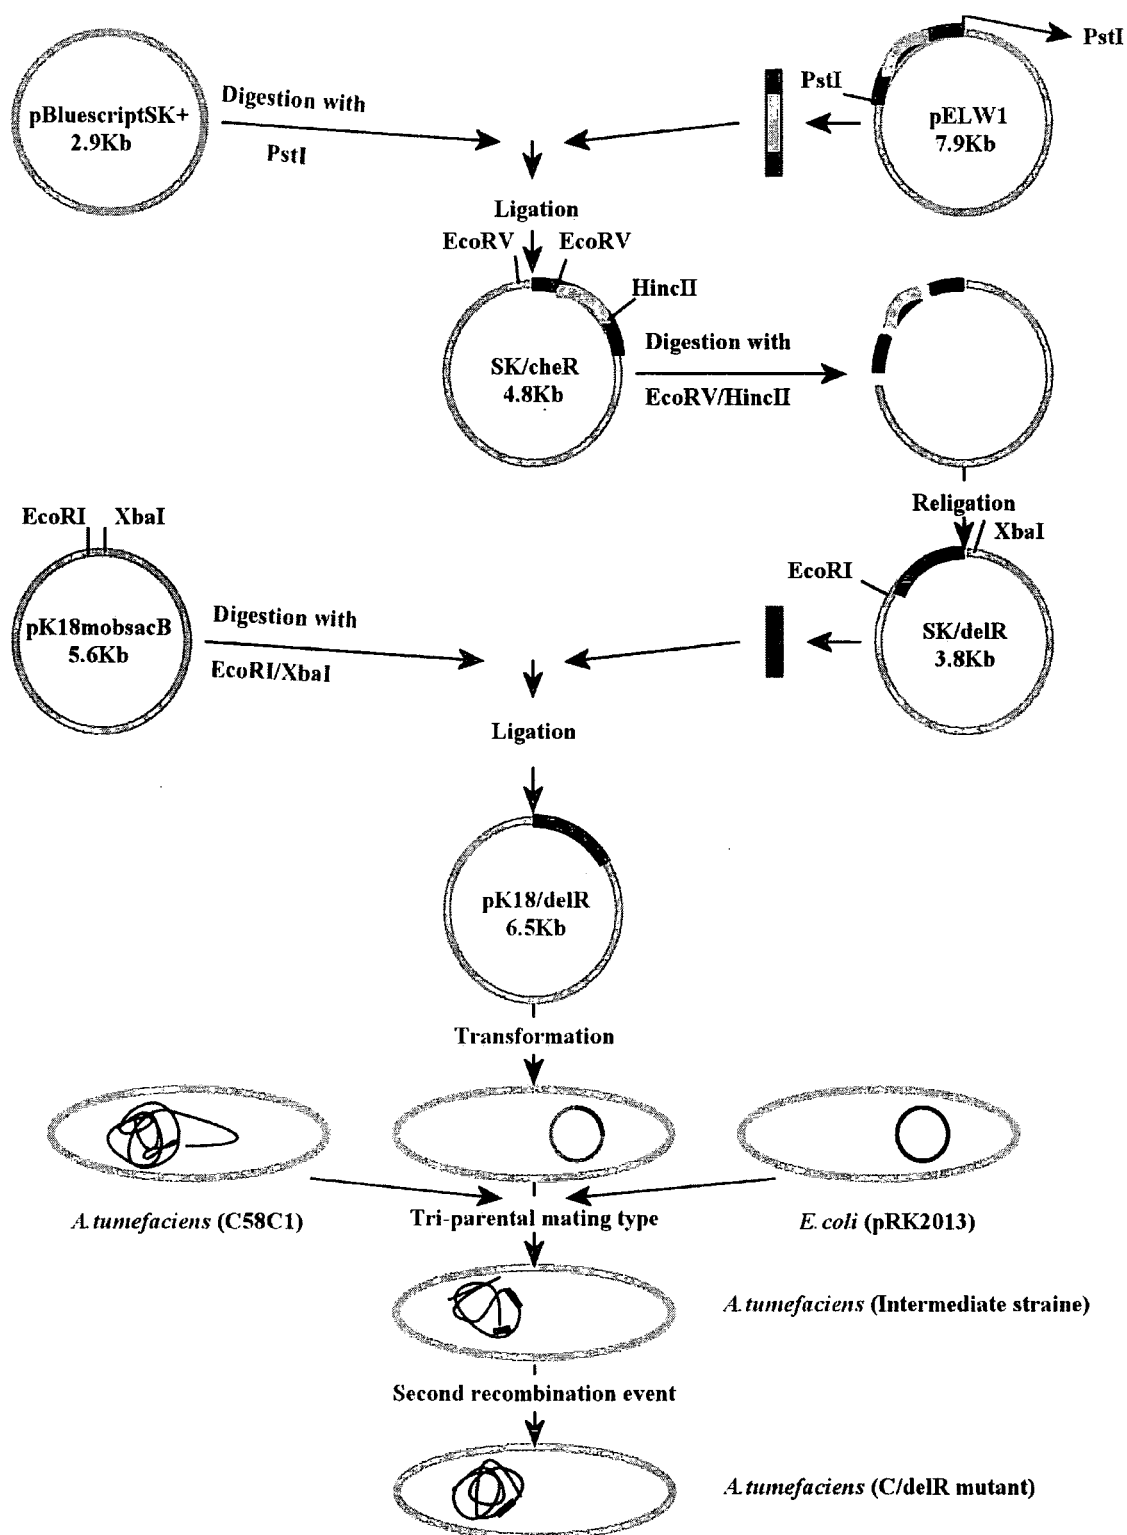 pBluescriptSK+
2.9Kb
Digestion with
PstI
PstI
pELW1
7.9Kb
PstI
Ligation
EcoRV
EcoRV
HincII
SK/cheR
4.8Kb
Digestion with
EcoRV/HincII
Religation
EcoRI
XbaI
pK18mobsacB
5.6Kb
Digestion with
EcoRI/XbaI
EcoRI
XbaI
SK/delR
3.8Kb
Ligation
pK18/delR
6.5Kb
Transformation
A.tumefaciens (C58C1)
Tri-parental mating type
E.coli (pRK2013)
A.tumefaciens (Intermediate straine)
Second recombination event
A.tumefaciens (C/delR mutant)